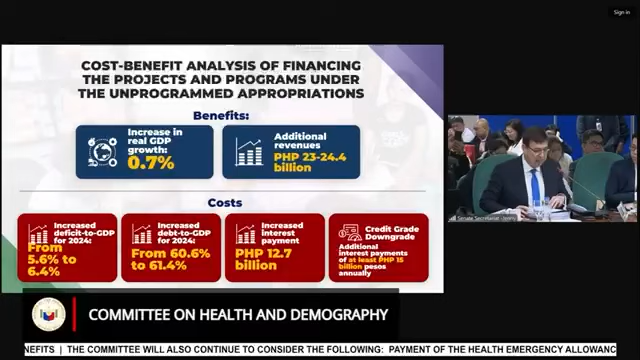 Sign in
COST-BENEFIT ANALYSIS OF FINANCING
THE PROJECTS AND PROGRAMS UNDER
THE UNPROGRAMMED APPROPRIATIONS
Benefits:
Increase in
real GDP
growth:
0.7%
Additional
revenues
PHP 23-24.4
billion
Costs
Increased
deficit-to-GDP
for 2024:
From
5.6% to
6.4%
Increased
debt-to-GDP
for 2024:
From 60.6%
to 61.4%
Increased
interest
payment
PHP 12.7
billion
Credit Grade
Downgrade
Additional
interest payments
of at least PHP 15
billion pesos
annually
Senate Secretariat
COMMITTEE ON HEALTH AND DEMOGRAPHY
NEFITS | THE COMMITTEE WILL ALSO CONTINUE TO CONSIDER THE FOLLOWING: PAYMENT OF THE HEALTH EMERGENCY ALLOWANC